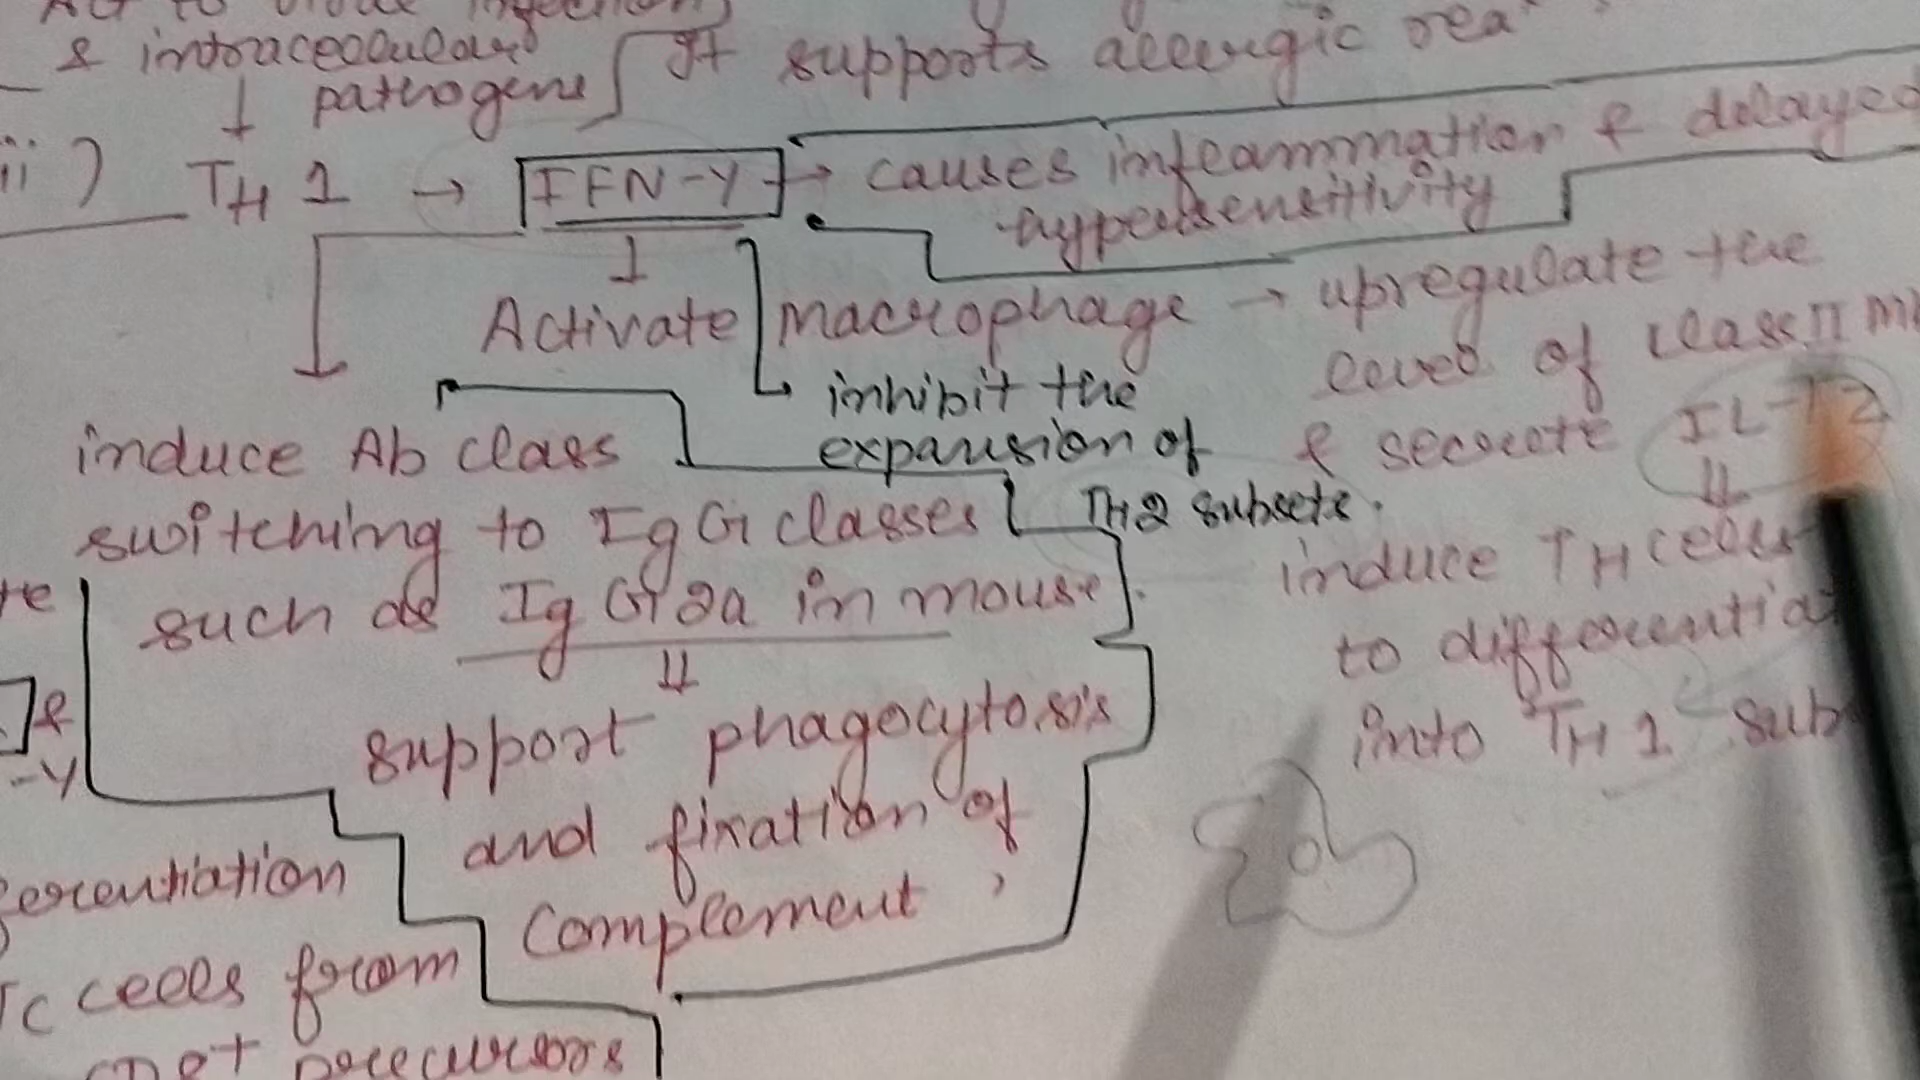 & intracellular
pathogens
It supports allergic rea
ii) TH 1 → IFN-γ → causes inflammation & delayed
hypersensitivity
Activate macrophage → upregulate the
level of class II
inhibit the
expansion of
TH2 subsets.
& secrete IL-12
induce TH cells
to differentia
into TH 1 sub
induce Ab class
switching to IgG classes
such as IgG2a in mouse.
support phagocytosis
and fixation of
complement
&
-γ
ferentiation
Tc cells from
CD8+ precursors